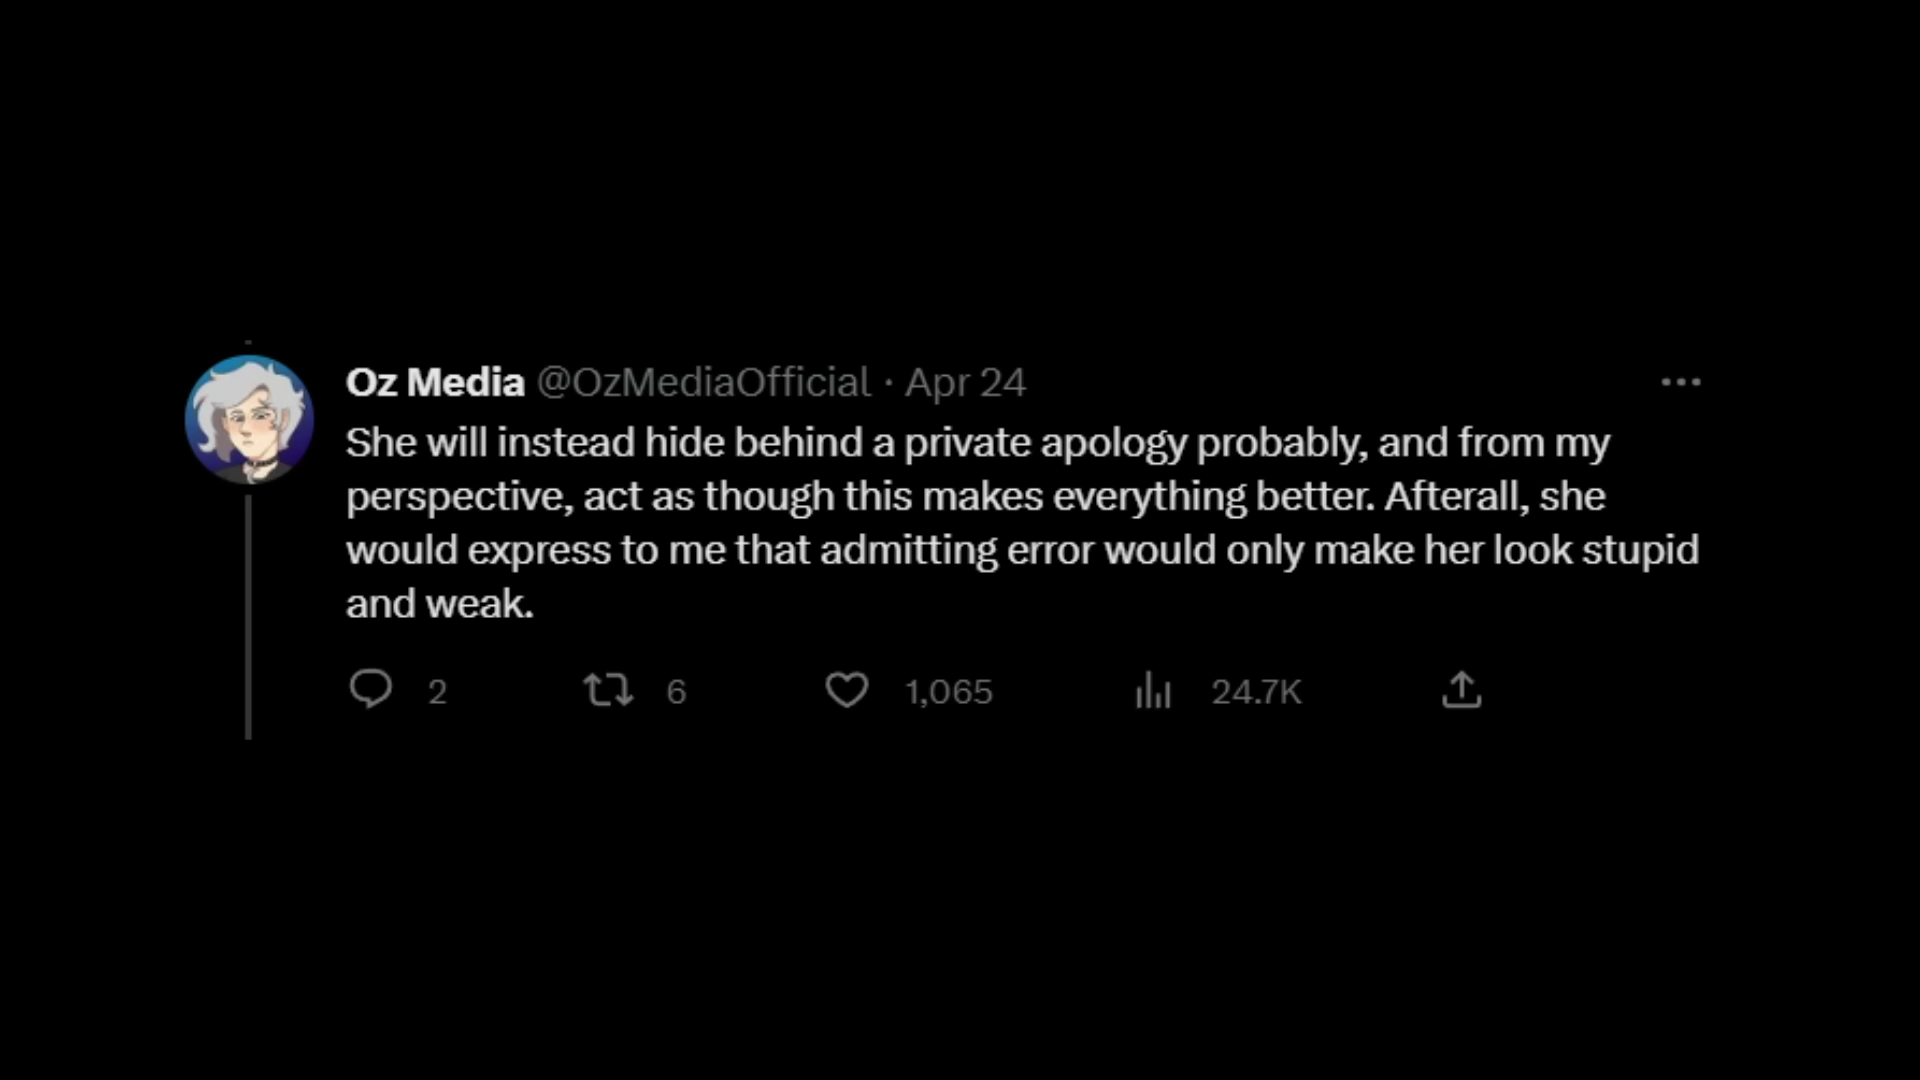 Oz Media @OzMediaOfficial · Apr 24
She will instead hide behind a private apology probably, and from my
perspective, act as though this makes everything better. Afterall, she
would express to me that admitting error would only make her look stupid
and weak.
2 6 1,065 24.7K